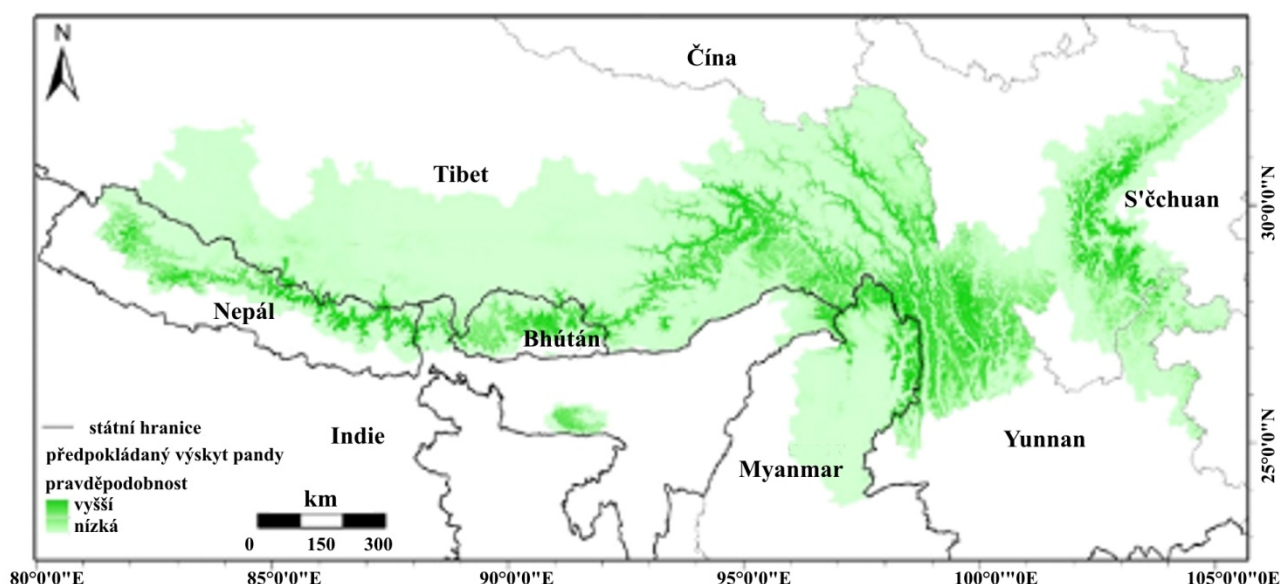 N
Čína
Tibet
S'čchuan
30°0'0"N
Nepál
Bhútán
Indie
Myanmar
Yunnan
25°0'0"N
státní hranice
předpokládaný výskyt pandy
pravděpodobnost
vyšší
nízká
km
0 150 300
80°0'0"E 85°0'0"E 90°0'0"E 95°0'0"E 100°0'0"E 105°0'0"E